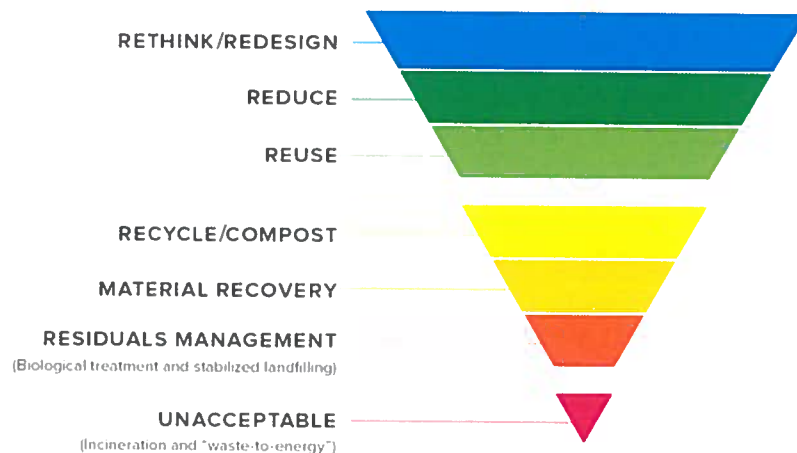 RETHINK/REDESIGN
REDUCE
REUSE
RECYCLE/COMPOST
MATERIAL RECOVERY
RESIDUALS MANAGEMENT
(Biological treatment and stabilized landfilling)
UNACCEPTABLE
(Incineration and "waste-to-energy")